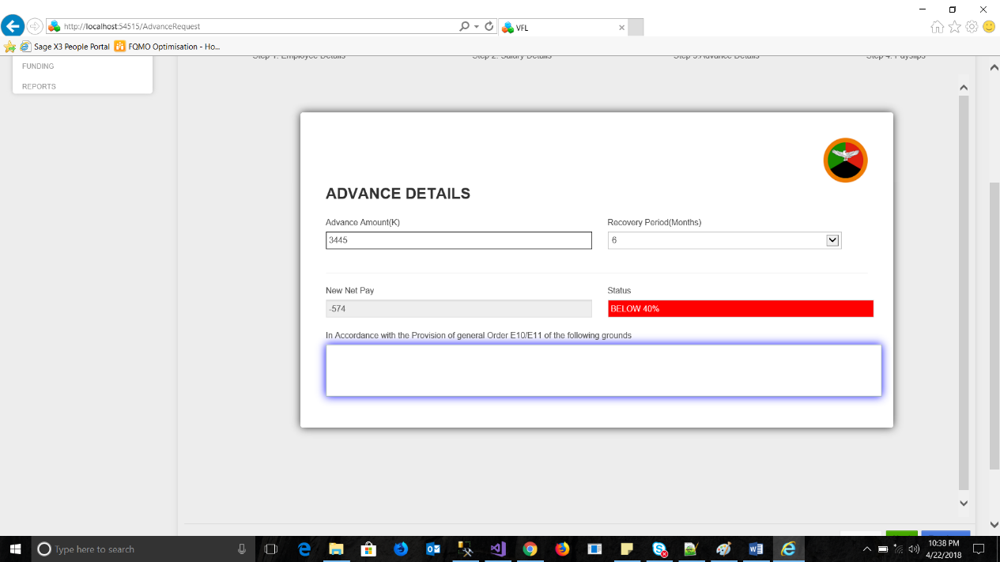 http://localhost:54515/AdvanceRequest
VFL
Sage X3 People Portal FQMO Optimisation - Ho...
Step 1: Employee Details Step 2: Salary Details Step 3:Advance Details Step 4: Payslips
FUNDING
REPORTS
ADVANCE DETAILS
Advance Amount(K) Recovery Period(Months)
3445 6
New Net Pay Status
-574 BELOW 40%
In Accordance with the Provision of general Order E10/E11 of the following grounds
Type here to search
10:38 PM
4/22/2018